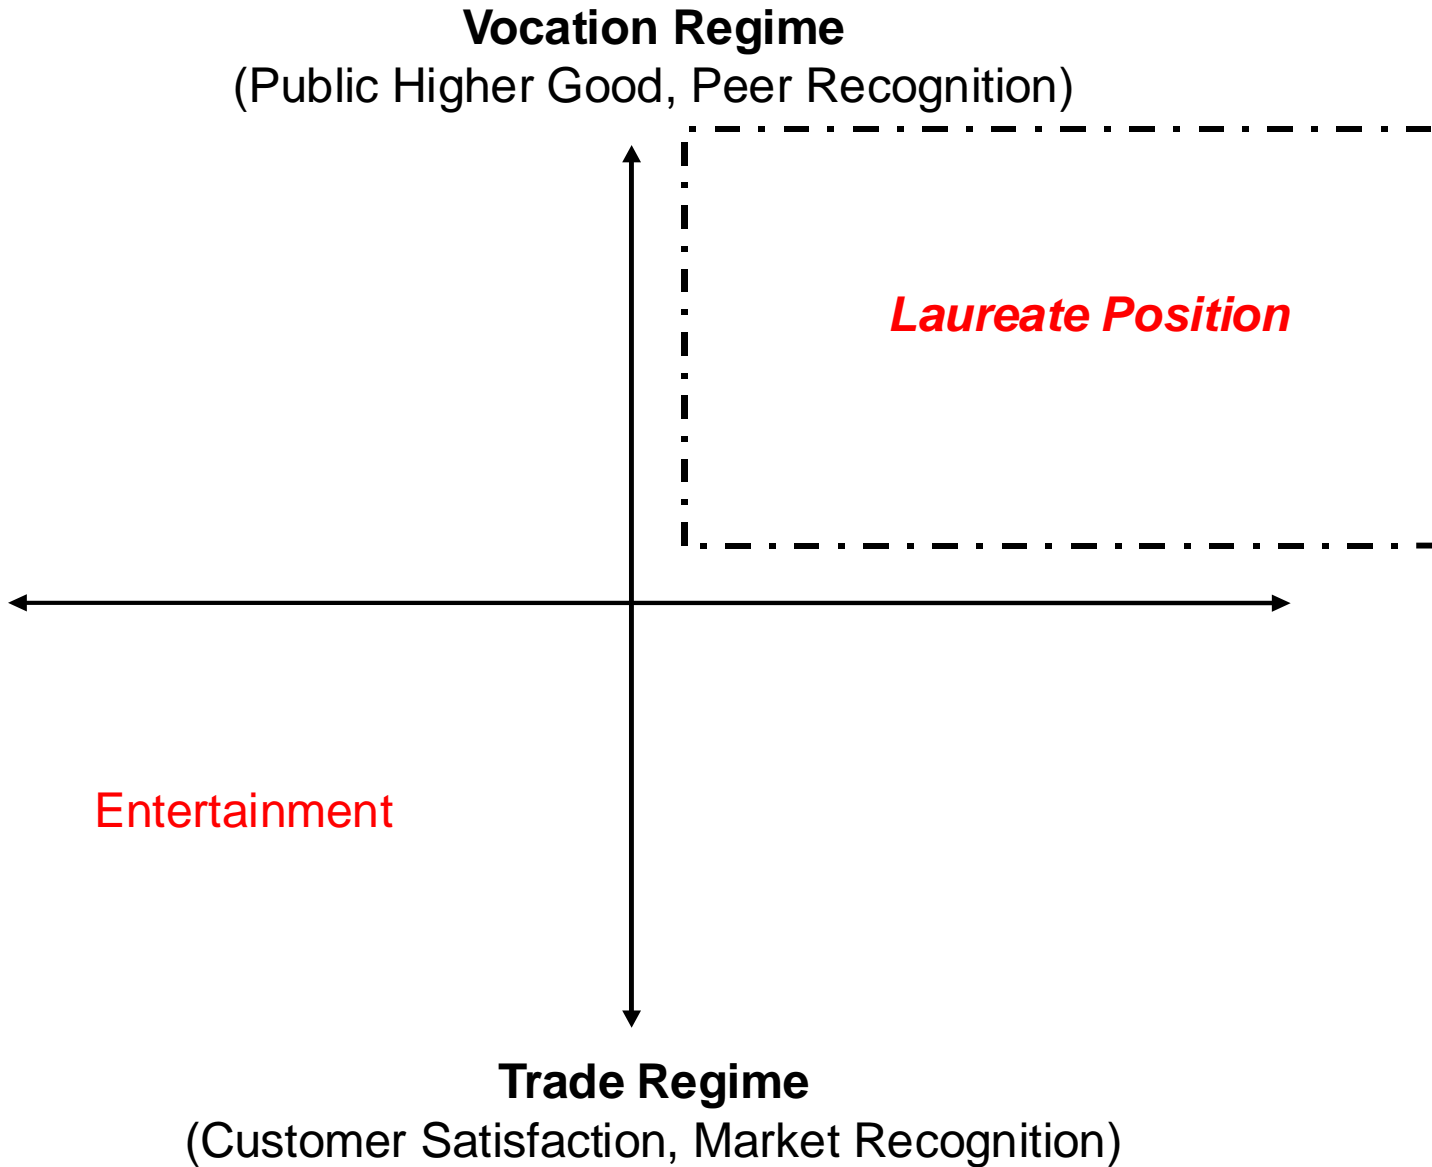 Vocation Regime
(Public Higher Good, Peer Recognition)
Laureate Position
Entertainment
Trade Regime
(Customer Satisfaction, Market Recognition)